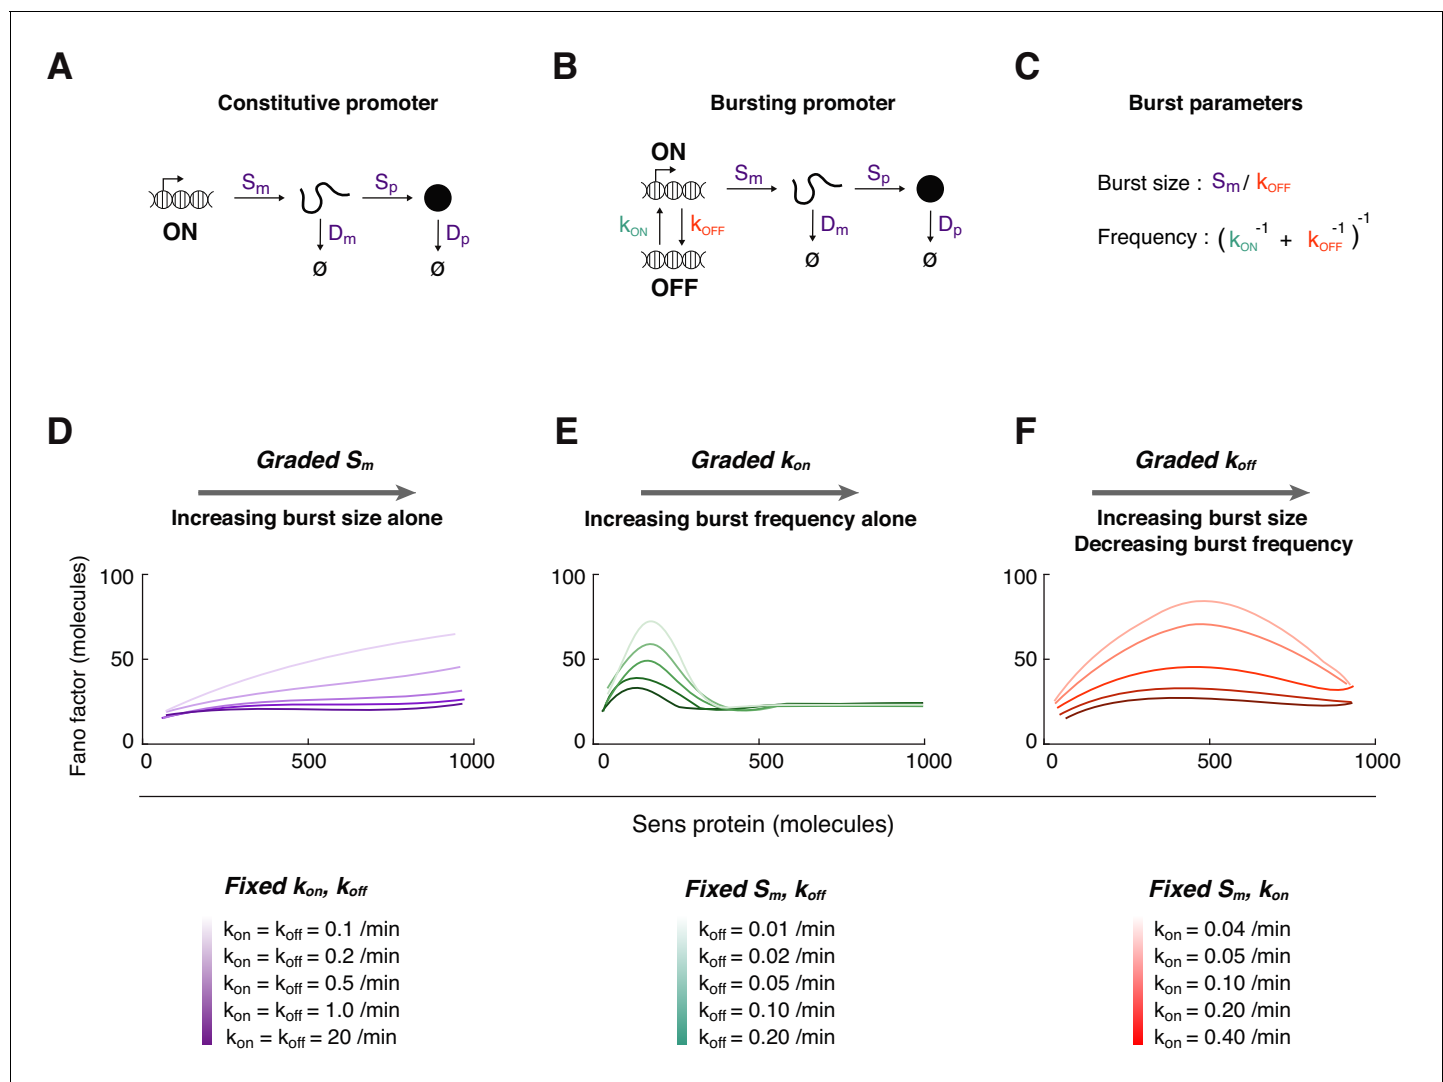 A
Constitutive promoter
Sm
Sp
ON
Dm
Dp
ø
ø
B
Bursting promoter
ON
Sm
Sp
kON
kOFF
Dm
Dp
OFF
ø
ø
C
Burst parameters
Burst size : Sm / kOFF
Frequency : (kON-1 + kOFF-1)-1
D
Graded Sm
Increasing burst size alone
Fano factor (molecules)
100
50
0
0
500
1000
E
Graded kon
Increasing burst frequency alone
100
50
0
0
500
1000
F
Graded koff
Increasing burst size
Decreasing burst frequency
100
50
0
0
500
1000
Sens protein (molecules)
Fixed kon, koff
kon = koff = 0.1 /min
kon = koff = 0.2 /min
kon = koff = 0.5 /min
kon = koff = 1.0 /min
kon = koff = 20 /min
Fixed Sm, koff
koff = 0.01 /min
koff = 0.02 /min
koff = 0.05 /min
koff = 0.10 /min
koff = 0.20 /min
Fixed Sm, kon
kon = 0.04 /min
kon = 0.05 /min
kon = 0.10 /min
kon = 0.20 /min
kon = 0.40 /min